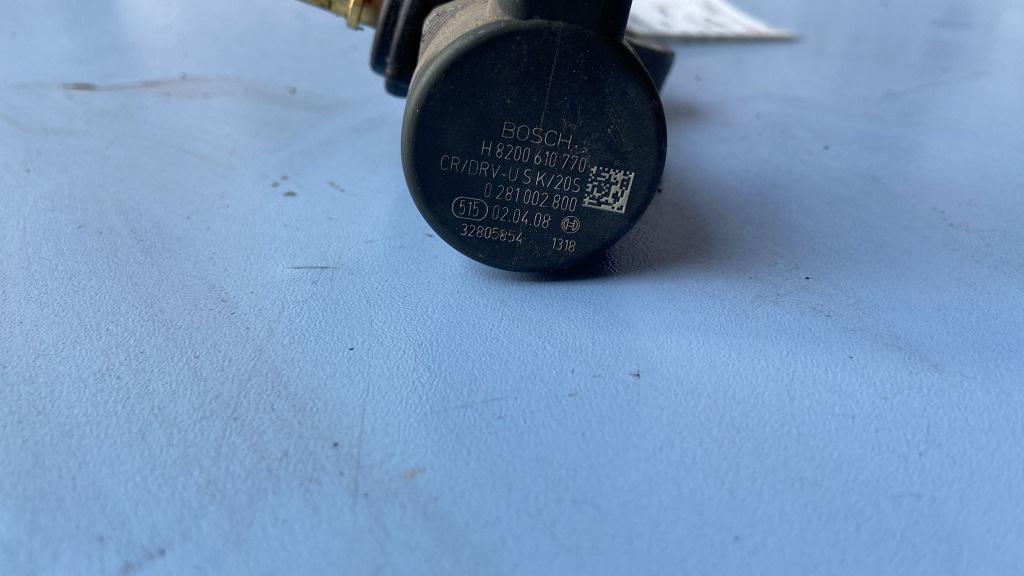 BOSCH
H 8200 610 770
CR/DRV-U S K/20S
0 281 002 800
515 02.04.08
32805854 1318